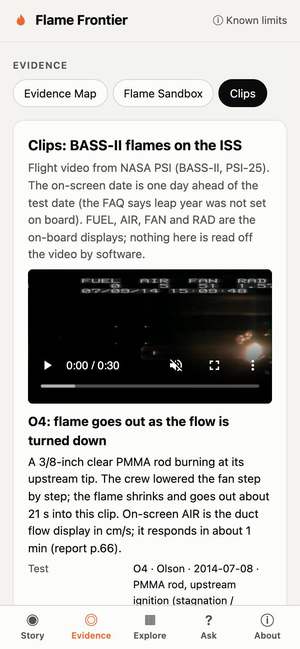 Flame Frontier
Known limits
EVIDENCE
Evidence Map
Flame Sandbox
Clips
Clips: BASS-II flames on the ISS
Flight video from NASA PSI (BASS-II, PSI-25).
The on-screen date is one day ahead of the
test date (the FAQ says leap year was not set
on board). FUEL, AIR, FAN and RAD are the
on-board displays; nothing here is read off
the video by software.
FUEL AIR FAN RAD
0:00 / 0:30
O4: flame goes out as the flow is
turned down
A 3/8-inch clear PMMA rod burning at its
upstream tip. The crew lowered the fan step
by step; the flame shrinks and goes out about
21 s into this clip. On-screen AIR is the duct
flow display in cm/s; it responds in about 1
min (report p.66).
Test
O4 · Olson · 2014-07-08 ·
PMMA rod, upstream
ignition (stagnation /
Story
Evidence
Explore
Ask
About